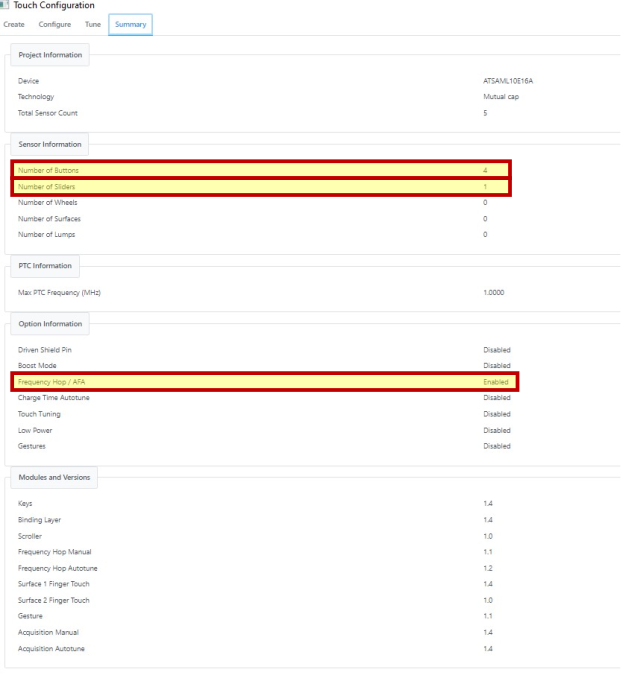 Touch Configuration
Create Configure Tune Summary
Project Information
Device ATSAML10E16A
Technology Mutual cap
Total Sensor Count 5
Sensor Information
Number of Buttons 4
Number of Sliders 1
Number of Wheels 0
Number of Surfaces 0
Number of Lumps 0
PTC Information
Max PTC Frequency (MHz) 1.0000
Option Information
Driven Shield Pin Disabled
Boost Mode Disabled
Frequency Hop / AFA Enabled
Charge Time Autotune Disabled
Touch Tuning Disabled
Low Power Disabled
Gestures Disabled
Modules and Versions
Keys 1.4
Binding Layer 1.4
Scroller 1.0
Frequency Hop Manual 1.1
Frequency Hop Autotune 1.2
Surface 1 Finger Touch 1.4
Surface 2 Finger Touch 1.0
Gesture 1.1
Acquisition Manual 1.4
Acquisition Autotune 1.4